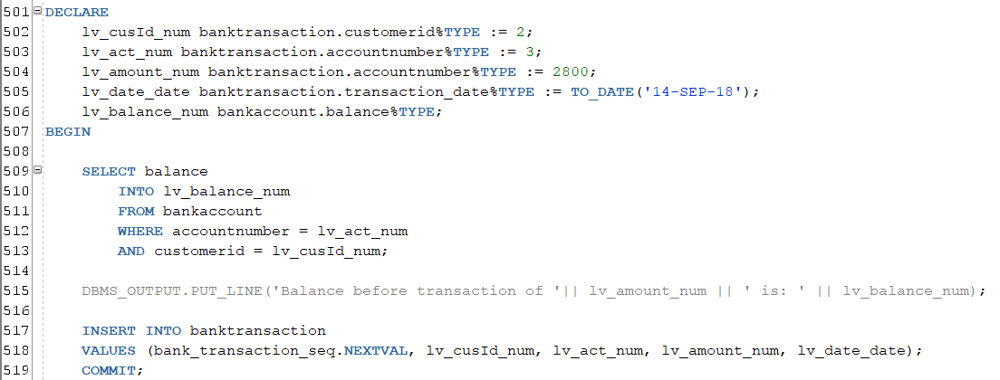 501 DECLARE
502     lv_cusId_num banktransaction.customerid%TYPE := 2;
503     lv_act_num banktransaction.accountnumber%TYPE := 3;
504     lv_amount_num banktransaction.accountnumber%TYPE := 2800;
505     lv_date_date banktransaction.transaction_date%TYPE := TO_DATE('14-SEP-18');
506     lv_balance_num bankaccount.balance%TYPE;
507 BEGIN
508
509     SELECT balance
510         INTO lv_balance_num
511         FROM bankaccount
512         WHERE accountnumber = lv_act_num
513         AND customerid = lv_cusId_num;
514
515     DBMS_OUTPUT.PUT_LINE('Balance before transaction of '|| lv_amount_num || ' is: ' || lv_balance_num);
516
517     INSERT INTO banktransaction
518     VALUES (bank_transaction_seq.NEXTVAL, lv_cusId_num, lv_act_num, lv_amount_num, lv_date_date);
519     COMMIT;